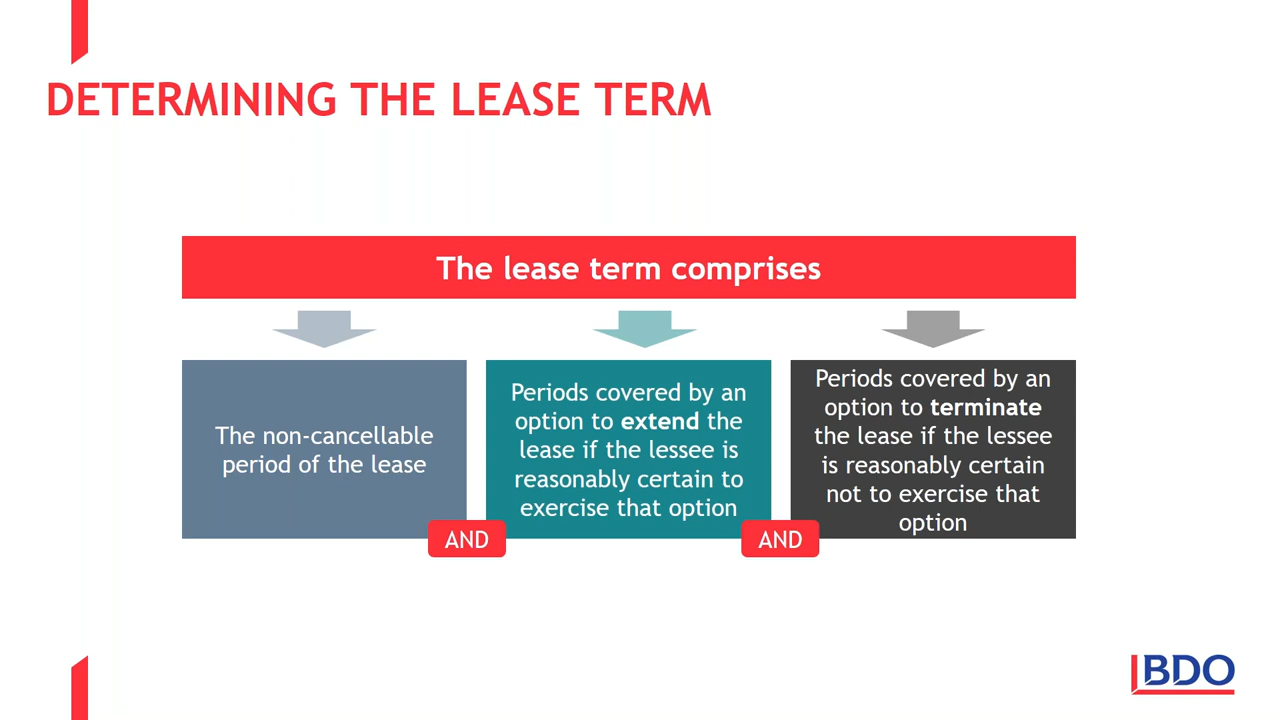 DETERMINING THE LEASE TERM
The lease term comprises
The non-cancellable
period of the lease
AND
Periods covered by an
option to extend the
lease if the lessee is
reasonably certain to
exercise that option
AND
Periods covered by an
option to terminate
the lease if the lessee
is reasonably certain
not to exercise that
option
BDO